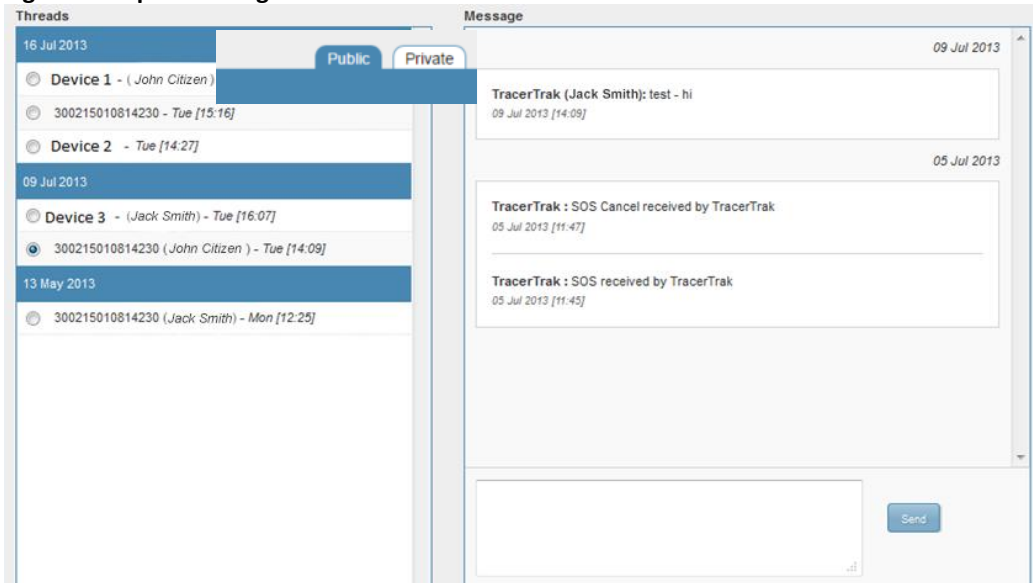 Threads
16 Jul 2013
Public Private
Device 1 - ( John Citizen )
300215010814230 - Tue [15:16]
Device 2 - Tue [14:27]
09 Jul 2013
Device 3 - (Jack Smith) - Tue [16:07]
300215010814230 (John Citizen ) - Tue [14:09]
13 May 2013
300215010814230 (Jack Smith) - Mon [12:25]
Message
09 Jul 2013
TracerTrak (Jack Smith): test - hi
09 Jul 2013 [14:09]
05 Jul 2013
TracerTrak : SOS Cancel received by TracerTrak
05 Jul 2013 [11:47]
TracerTrak : SOS received by TracerTrak
05 Jul 2013 [11:45]
Send